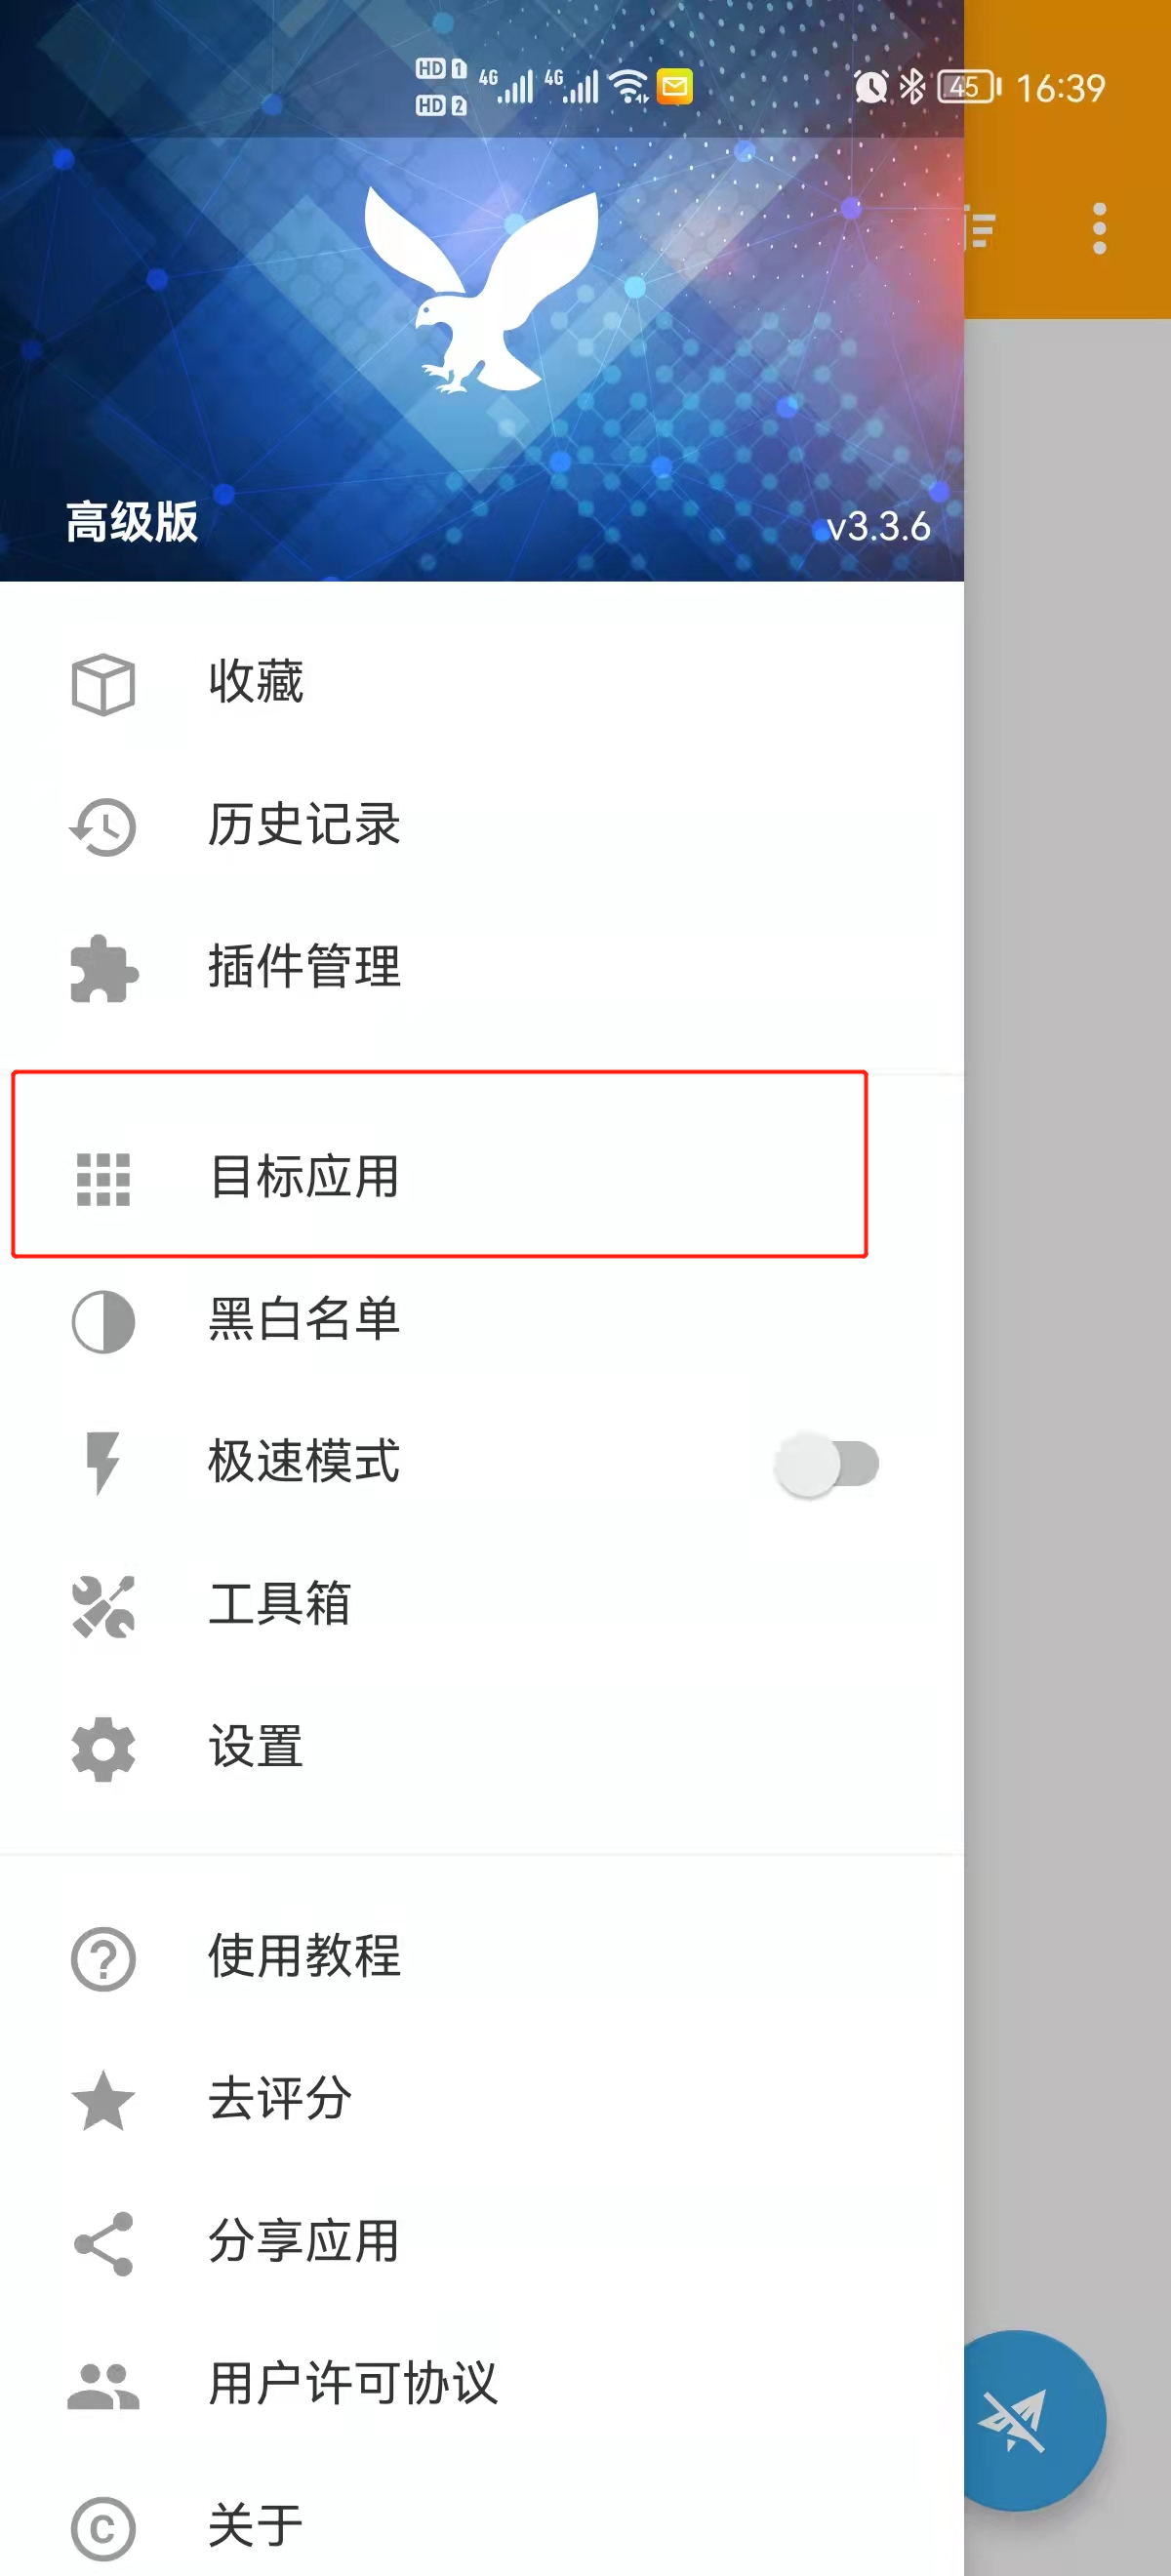 HD 1 4G 4G 45 16:39
HD 2
高级版 v3.3.6
收藏
历史记录
插件管理
目标应用
黑白名单
极速模式
工具箱
设置
使用教程
去评分
分享应用
用户许可协议
关于